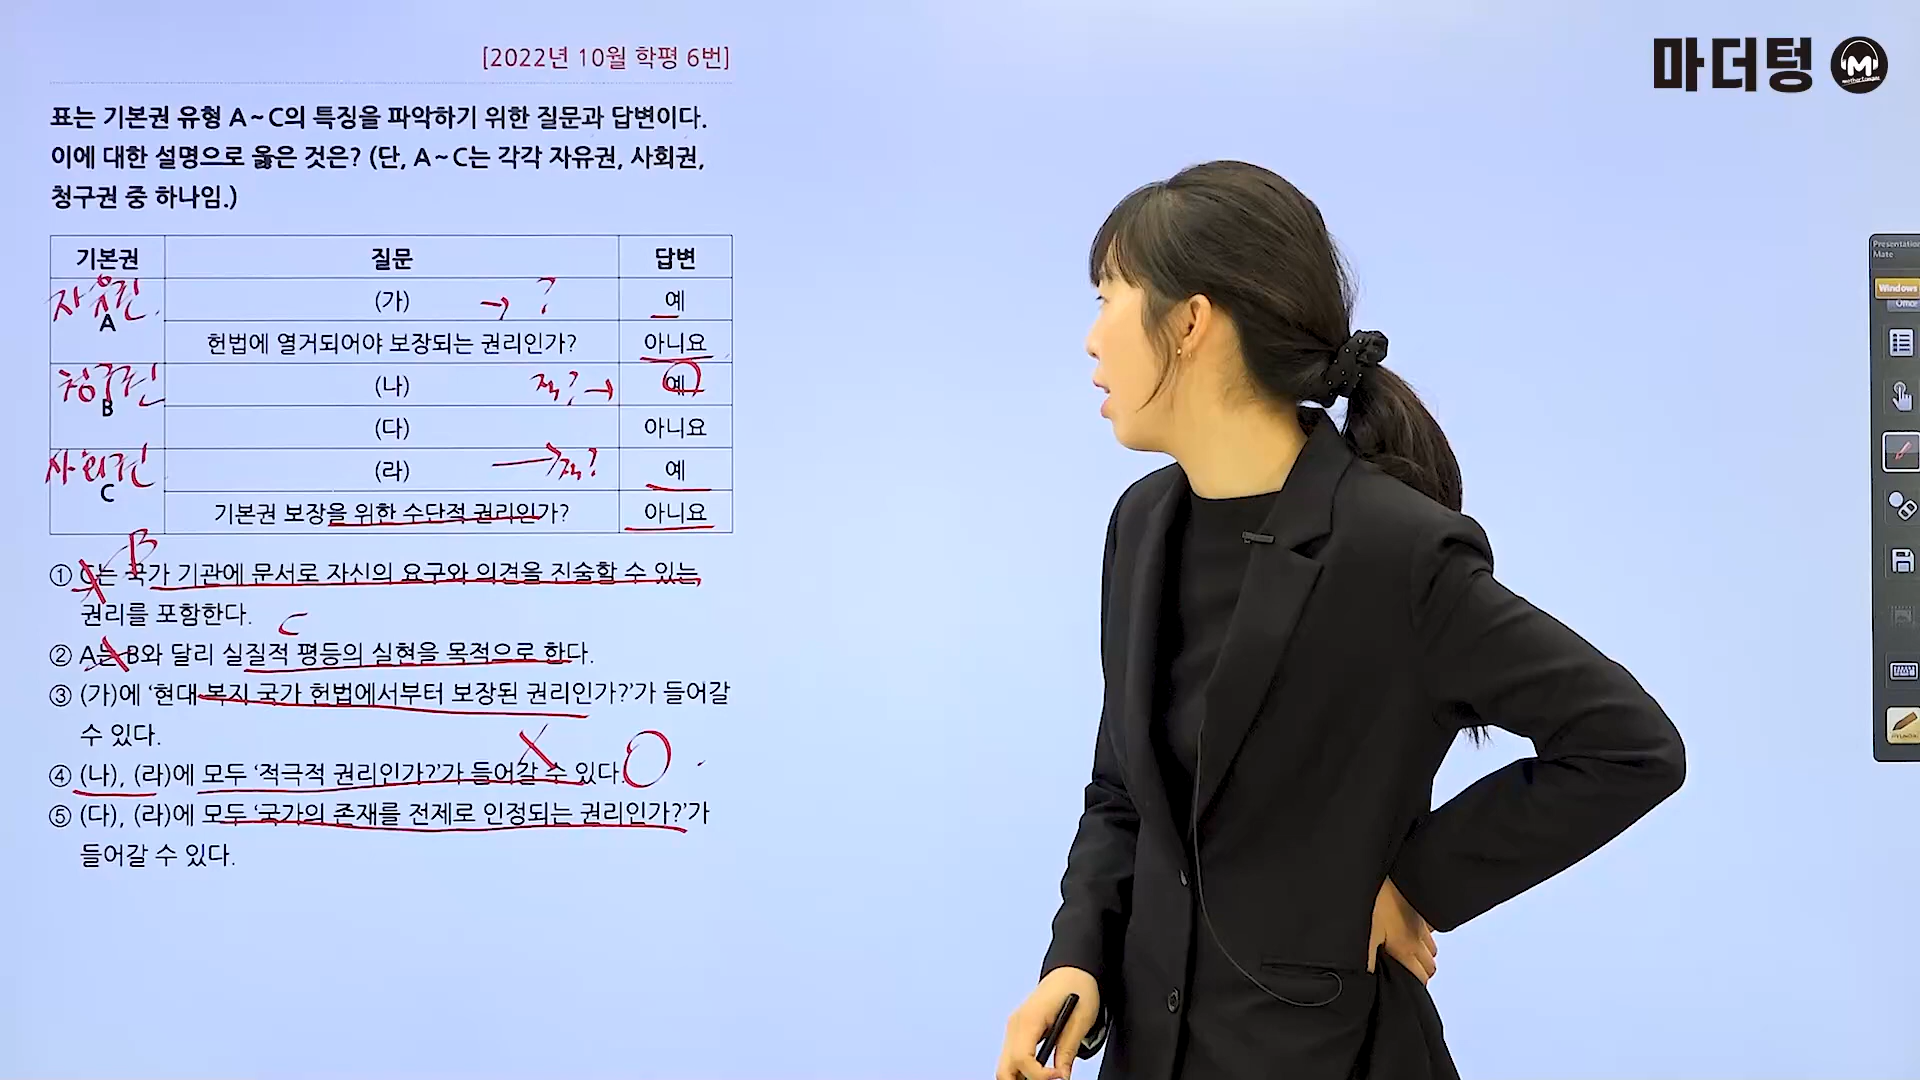 [2022년 10월 학평 6번]
마더텅
표는 기본권 유형 A~C의 특징을 파악하기 위한 질문과 답변이다.
이에 대한 설명으로 옳은 것은? (단, A~C는 각각 자유권, 사회권,
청구권 중 하나임.)
기본권 질문 답변
자유권 A (가) → ? 예
헌법에 열거되어야 보장되는 권리인가? 아니요
청구권 B (나) 적? → 예
(다) 아니요
사회권 C (라) → 적? 예
기본권 보장을 위한 수단적 권리인가? 아니요
B
① C는 국가 기관에 문서로 자신의 요구와 의견을 진술할 수 있는
권리를 포함한다.
C
② A는 B와 달리 실질적 평등의 실현을 목적으로 한다.
③ (가)에 ‘현대 복지 국가 헌법에서부터 보장된 권리인가?’가 들어갈
수 있다.
④ (나), (라)에 모두 ‘적극적 권리인가?’가 들어갈 수 있다.
⑤ (다), (라)에 모두 ‘국가의 존재를 전제로 인정되는 권리인가?’가
들어갈 수 있다.
Presentation
Mate
Windows
Office